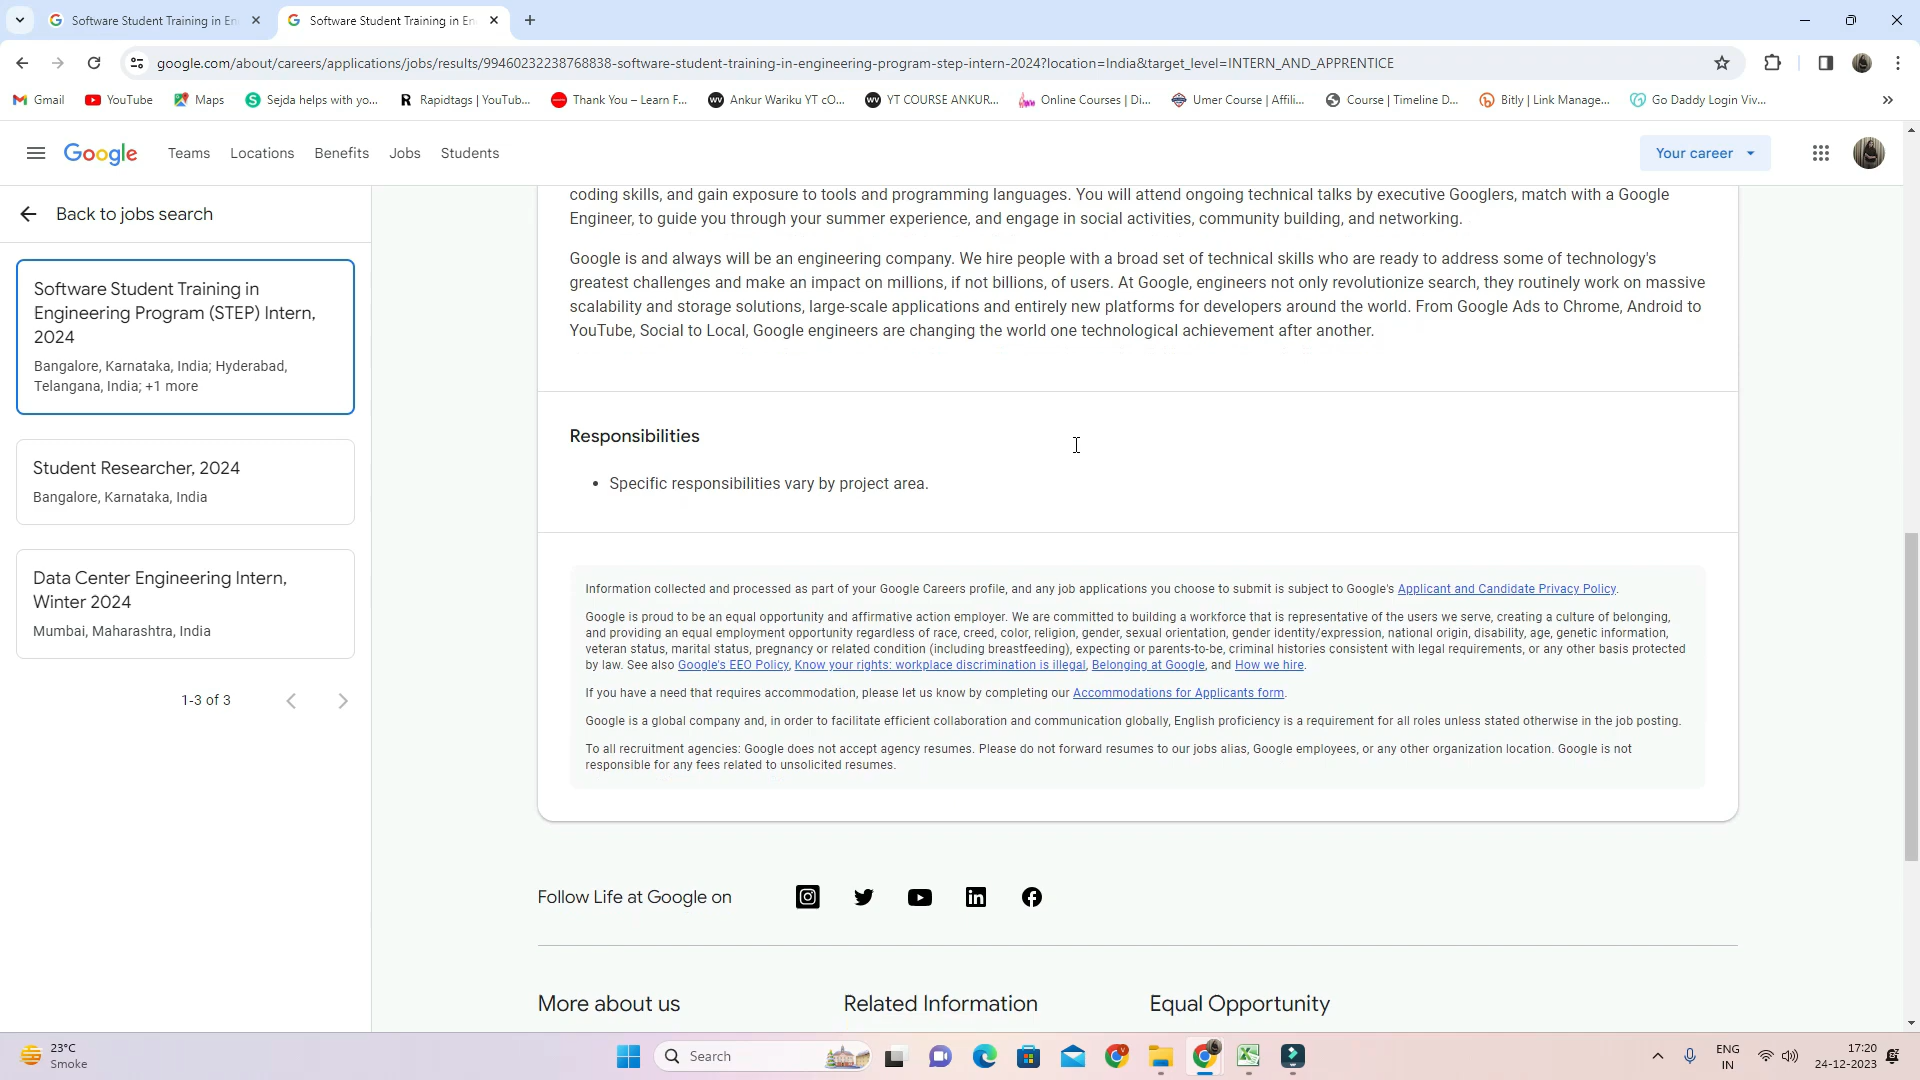 Software Student Training in En
Software Student Training in En
google.com/about/careers/applications/jobs/results/99460232238768838-software-student-training-in-engineering-program-step-intern-2024?location=India&target_level=INTERN_AND_APPRENTICE
Gmail
YouTube
Maps
Sejda helps with yo...
Rapidtags | YouTub...
Thank You – Learn F...
Ankur Wariku YT cO...
YT COURSE ANKUR...
Online Courses | Di...
Umer Course | Affili...
Course | Timeline D...
Bitly | Link Manage...
Go Daddy Login Viv...
Google
Teams
Locations
Benefits
Jobs
Students
Your career
Back to jobs search
Software Student Training in
Engineering Program (STEP) Intern,
2024
Bangalore, Karnataka, India; Hyderabad,
Telangana, India; +1 more
Student Researcher, 2024
Bangalore, Karnataka, India
Data Center Engineering Intern,
Winter 2024
Mumbai, Maharashtra, India
1-3 of 3
coding skills, and gain exposure to tools and programming languages. You will attend ongoing technical talks by executive Googlers, match with a Google
Engineer, to guide you through your summer experience, and engage in social activities, community building, and networking.
Google is and always will be an engineering company. We hire people with a broad set of technical skills who are ready to address some of technology's
greatest challenges and make an impact on millions, if not billions, of users. At Google, engineers not only revolutionize search, they routinely work on massive
scalability and storage solutions, large-scale applications and entirely new platforms for developers around the world. From Google Ads to Chrome, Android to
YouTube, Social to Local, Google engineers are changing the world one technological achievement after another.
Responsibilities
• Specific responsibilities vary by project area.
Information collected and processed as part of your Google Careers profile, and any job applications you choose to submit is subject to Google's Applicant and Candidate Privacy Policy.
Google is proud to be an equal opportunity and affirmative action employer. We are committed to building a workforce that is representative of the users we serve, creating a culture of belonging,
and providing an equal employment opportunity regardless of race, creed, color, religion, gender, sexual orientation, gender identity/expression, national origin, disability, age, genetic information,
veteran status, marital status, pregnancy or related condition (including breastfeeding), expecting or parents-to-be, criminal histories consistent with legal requirements, or any other basis protected
by law. See also Google's EEO Policy, Know your rights: workplace discrimination is illegal, Belonging at Google, and How we hire.
If you have a need that requires accommodation, please let us know by completing our Accommodations for Applicants form.
Google is a global company and, in order to facilitate efficient collaboration and communication globally, English proficiency is a requirement for all roles unless stated otherwise in the job posting.
To all recruitment agencies: Google does not accept agency resumes. Please do not forward resumes to our jobs alias, Google employees, or any other organization location. Google is not
responsible for any fees related to unsolicited resumes.
Follow Life at Google on
More about us
Related Information
Equal Opportunity
23°C
Smoke
Search
ENG
IN
17:20
24-12-2023